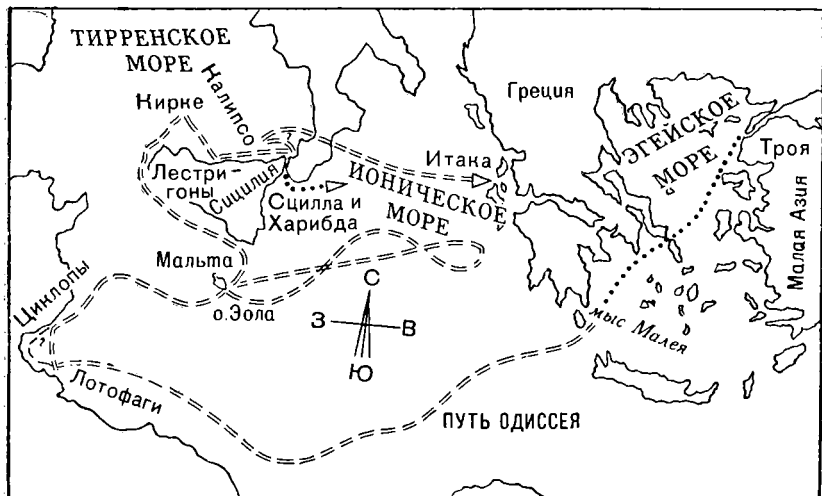 ТИРРЕНСКОЕ
МОРЕ
Калипсо
Кирке
Лестри-
гоны
Сицилия
Сцилла и
Харибда
Итака
ИОНИЧЕСКОЕ
МОРЕ
Греция
ЭГЕЙСКОЕ
МОРЕ
Троя
Малая Азия
Мальта
о.Эола
Циклопы
?
Лотофаги
С
З
В
Ю
мыс Малея
ПУТЬ ОДИССЕЯ